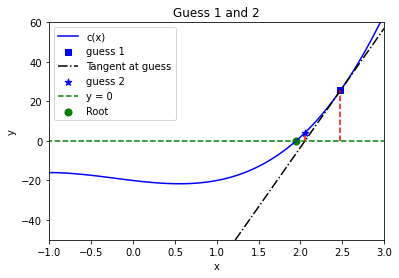 Guess 1 and 2
60
40
20
0
−20
−40
y
c(x)
guess 1
Tangent at guess
guess 2
y = 0
Root
−1.0 −0.5 0.0 0.5 1.0 1.5 2.0 2.5 3.0
x